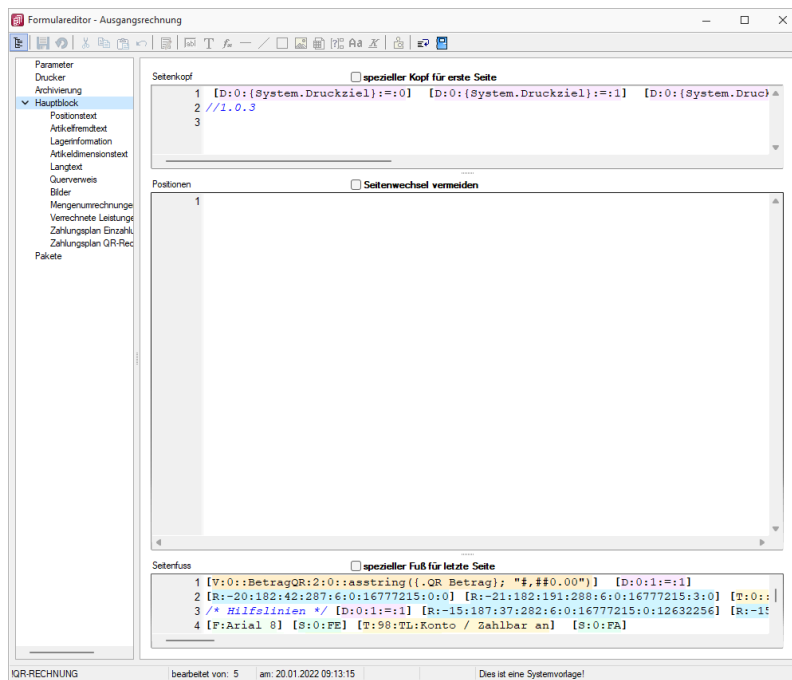 Formulareditor - Ausgangsrechnung
Parameter
Drucker
Archivierung
Hauptblock
Positionstext
Artikelfremdtext
Lagerinformation
Artikeldimensionstext
Langtext
Querverweis
Bilder
Mengenumrechnunge
Verrechnete Leistunge
Zahlungsplan Einzahlu
Zahlungsplan QR-Rec
Pakete
Seitenkopf
spezieller Kopf für erste Seite
1 [D:0:{System.Druckziel}:=:0] [D:0:{System.Druckziel}:=:1] [D:0:{System.Druck
2 //1.0.3
3
Positionen
Seitenwechsel vermeiden
1
Seitenfuss
spezieller Fuß für letzte Seite
1 [V:0::BetragQR:2:0::asstring({.QR Betrag}; "#,##0.00")] [D:0:1:=:1]
2 [R:-20:182:42:287:6:0:16777215:0:0] [R:-21:182:191:288:6:0:16777215:3:0] [T:0::
3 /* Hilfslinien */ [D:0:1:=:1] [R:-15:187:37:282:6:0:16777215:0:12632256] [R:-15
4 [F:Arial 8] [S:0:FE] [T:98:TL:Konto / Zahlbar an] [S:0:FA]
!QR-RECHNUNG
bearbeitet von: 5
am: 20.01.2022 09:13:15
Dies ist eine Systemvorlage!